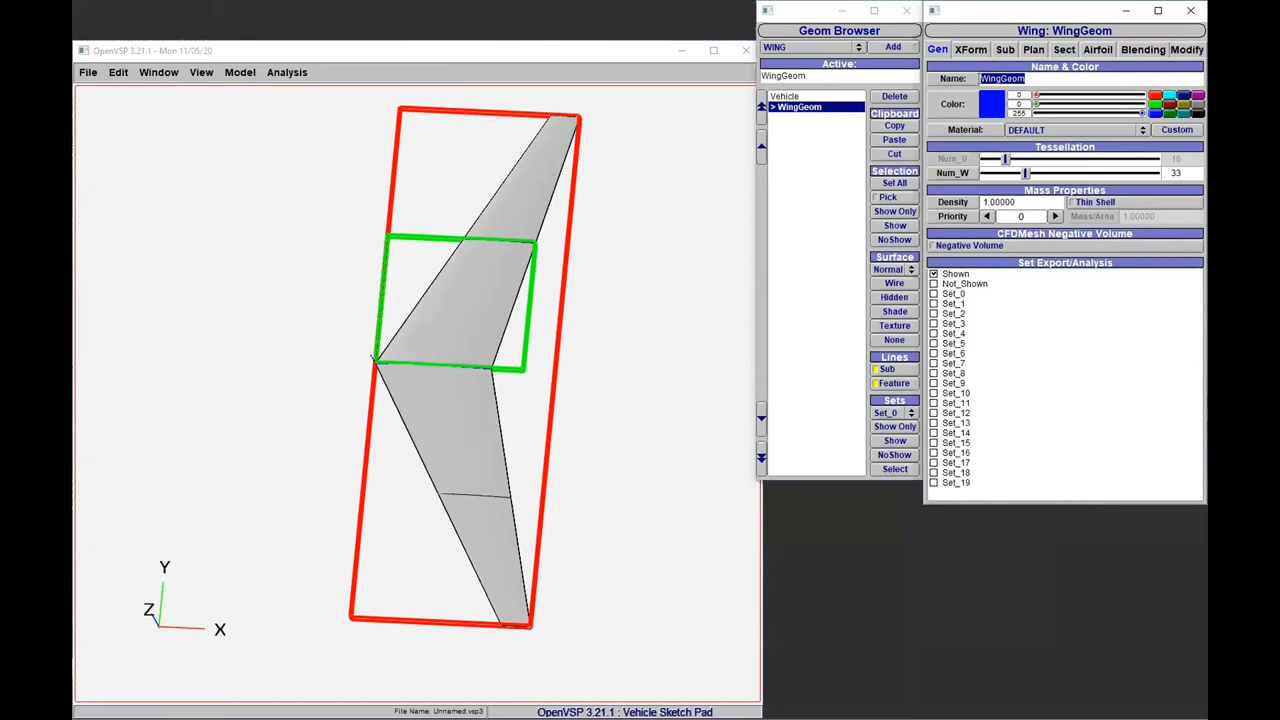 OpenVSP 3.21.1 - Mon 11/05/20
File Edit Window View Model Analysis
Y
Z
X
File Name: Unnamed.vsp3
OpenVSP 3.21.1 : Vehicle Sketch Pad
Geom Browser
WING
Add
Active:
WingGeom
Vehicle
> WingGeom
Delete
Clipboard
Copy
Paste
Cut
Selection
Sel All
Pick
Show Only
Show
NoShow
Surface
Normal
Wire
Hidden
Shade
Texture
None
Lines
Sub
Feature
Sets
Set_0
Show Only
Show
NoShow
Select
Wing: WingGeom
Gen XForm Sub Plan Sect Airfoil Blending Modify
Name & Color
Name: WingGeom
Color:
0
0
255
Material: DEFAULT Custom
Tessellation
Num_U 16
Num_W 33
Mass Properties
Density 1.00000 Thin Shell
Priority 0 Mass/Area 1.00000
CFDMesh Negative Volume
Negative Volume
Set Export/Analysis
Shown
Not_Shown
Set_0
Set_1
Set_2
Set_3
Set_4
Set_5
Set_6
Set_7
Set_8
Set_9
Set_10
Set_11
Set_12
Set_13
Set_14
Set_15
Set_16
Set_17
Set_18
Set_19